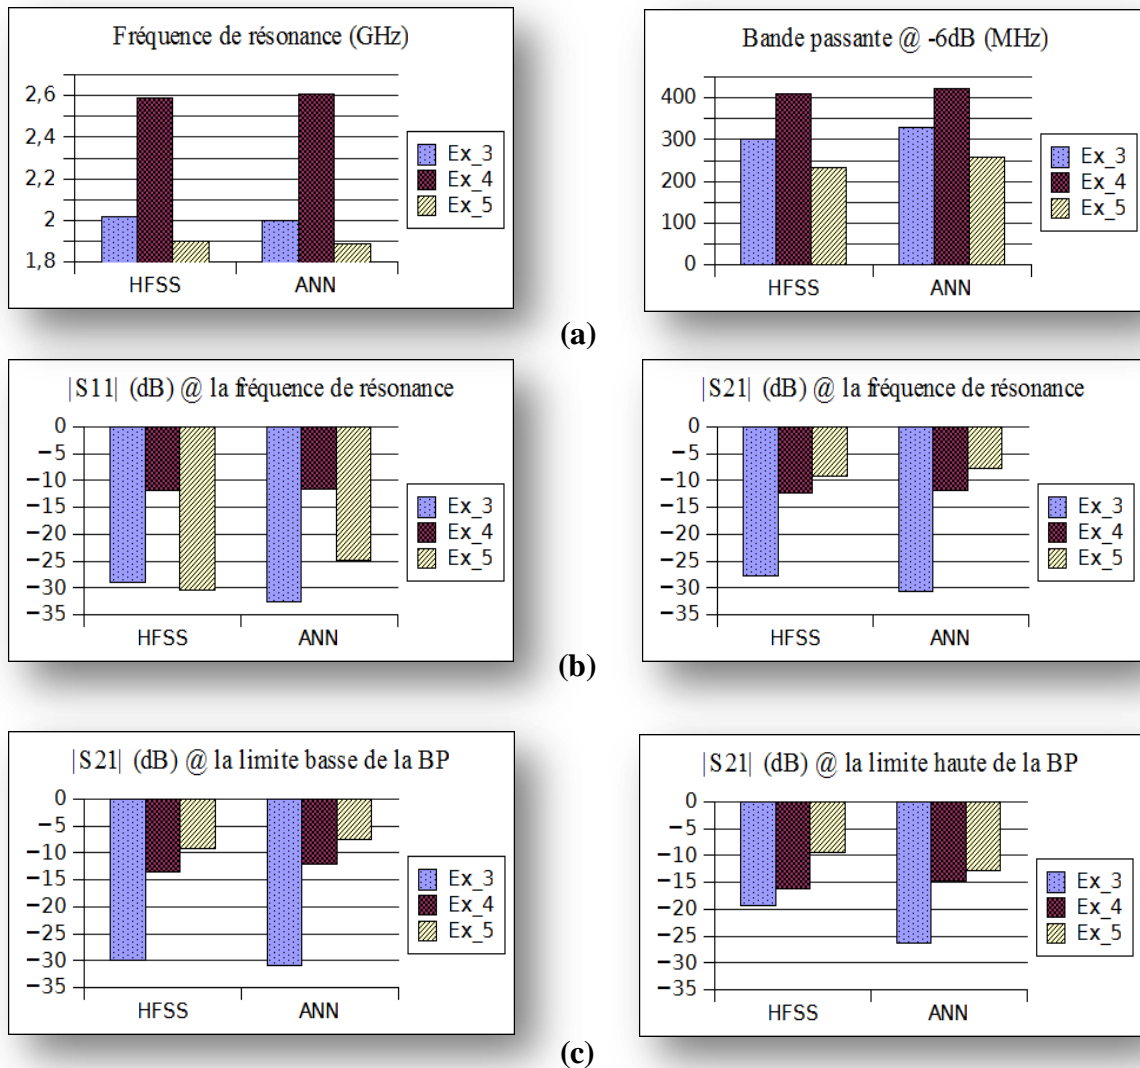 Fréquence de résonance (GHz)
2,6
2,4
2,2
2
1,8
HFSS ANN
Ex_3
Ex_4
Ex_5
Bande passante @ -6dB (MHz)
400
300
200
100
0
HFSS ANN
Ex_3
Ex_4
Ex_5
(a)
|S11| (dB) @ la fréquence de résonance
0
−5
−10
−15
−20
−25
−30
−35
HFSS ANN
Ex_3
Ex_4
Ex_5
|S21| (dB) @ la fréquence de résonance
0
−5
−10
−15
−20
−25
−30
−35
HFSS ANN
Ex_3
Ex_4
Ex_5
(b)
|S21| (dB) @ la limite basse de la BP
0
−5
−10
−15
−20
−25
−30
−35
HFSS ANN
Ex_3
Ex_4
Ex_5
|S21| (dB) @ la limite haute de la BP
0
−5
−10
−15
−20
−25
−30
−35
HFSS ANN
Ex_3
Ex_4
Ex_5
(c)